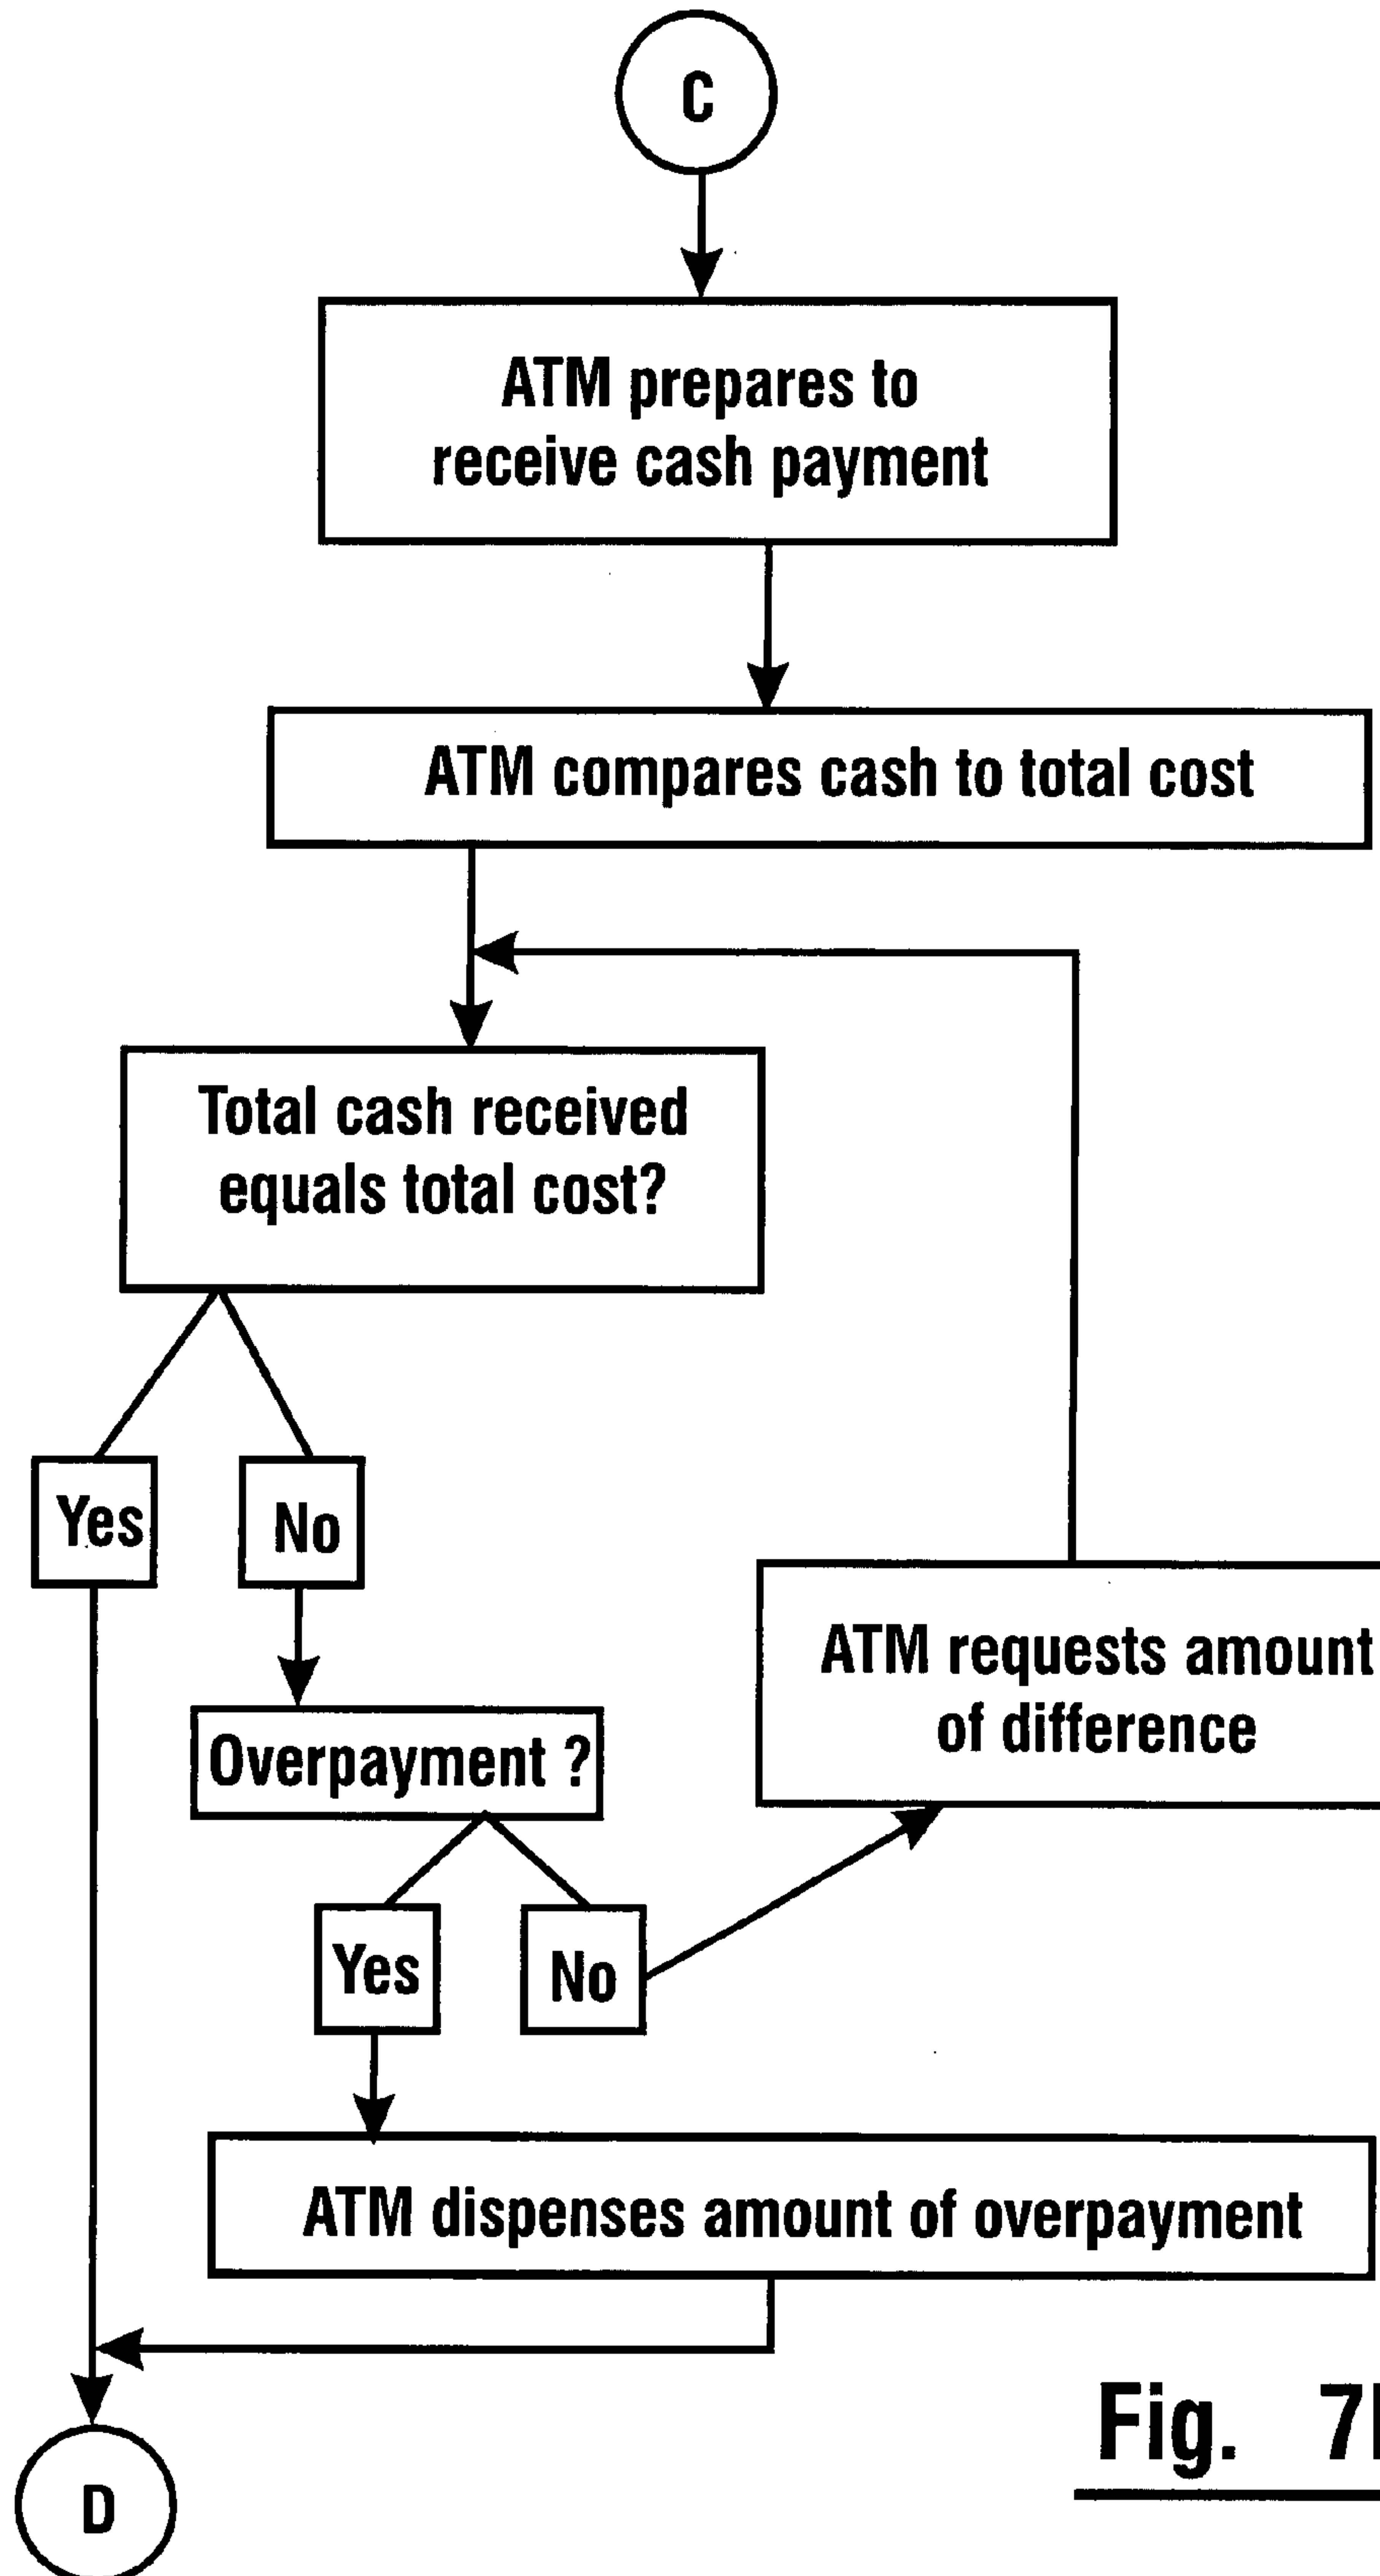 C
ATM prepares to
receive cash payment
ATM compares cash to total cost
Total cash received
equals total cost?
Yes
No
ATM requests amount
of difference
Overpayment ?
Yes
No
ATM dispenses amount of overpayment
Fig.
D